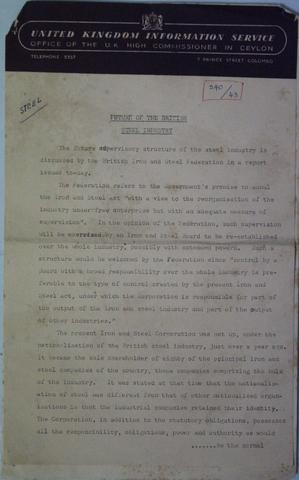 UNITED KINGDOM INFORMATION SERVICE
OFFICE OF THE U.K. HIGH COMMISSIONER IN CEYLON
TELEPHONE 5357
7 PRINCE STREET COLOMBO
STEEL
FUTURE OF THE BRITISH
STEEL INDUSTRY
The future supervisory structure of the steel industry is
discussed by the British Iron and Steel Federation in a report
issued to-day.
The Federation refers to the Government's promise to annul
the Iron and Steel Act "with a view to the reorganisation of the
industry under free enterprise but with an adequate measure of
supervision". In the opinion of the Federation, such supervision
will be exercised by an Iron and Steel Board to be re-established
over the whole industry, possibly with extended powers. Such a
structure would be welcomed by the Federation since "control by a
Board with a broad responsibility over the whole industry is pre-
ferable to the type of control created by the present Iron and
Steel Act, under which the Corporation is responsible for part of
the output of the iron and steel industry and part of the output
of other industries."
The present Iron and Steel Corporation was set up, under the
nationalisation of the British steel industry, just over a year ago.
It became the sole shareholder of eighty of the principal iron and
steel companies of the country, these companies comprising the bulk
of the industry. It was stated at that time that the nationalis-
ation of steel was different from that of other nationalised organ-
isations in that the industrial companies retained their identity.
The Corporation, in addition to the statutory obligations, possesses
all the responsibility, obligations, power and authority as would
.......be the normal